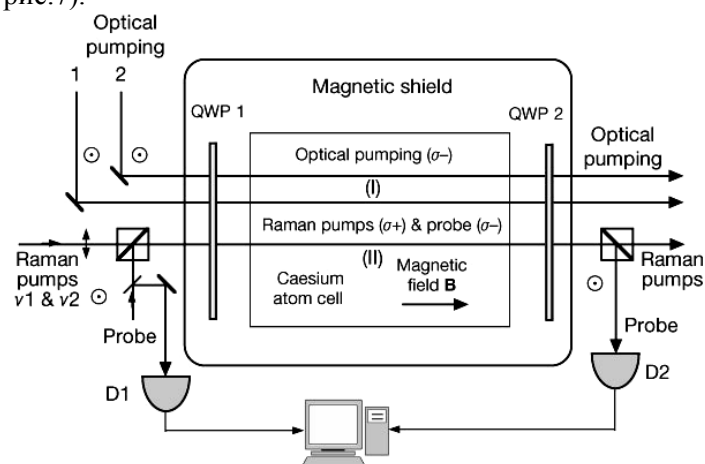 рис.7).
Optical
pumping
1 2
Magnetic shield
QWP 1
QWP 2
Optical pumping (σ−)
Optical
pumping
(I)
Raman pumps (σ+) & probe (σ−)
Raman
pumps
ν1 & ν2
(II)
Caesium
atom cell
Magnetic
field B
Raman
pumps
Probe
Probe
D1
D2